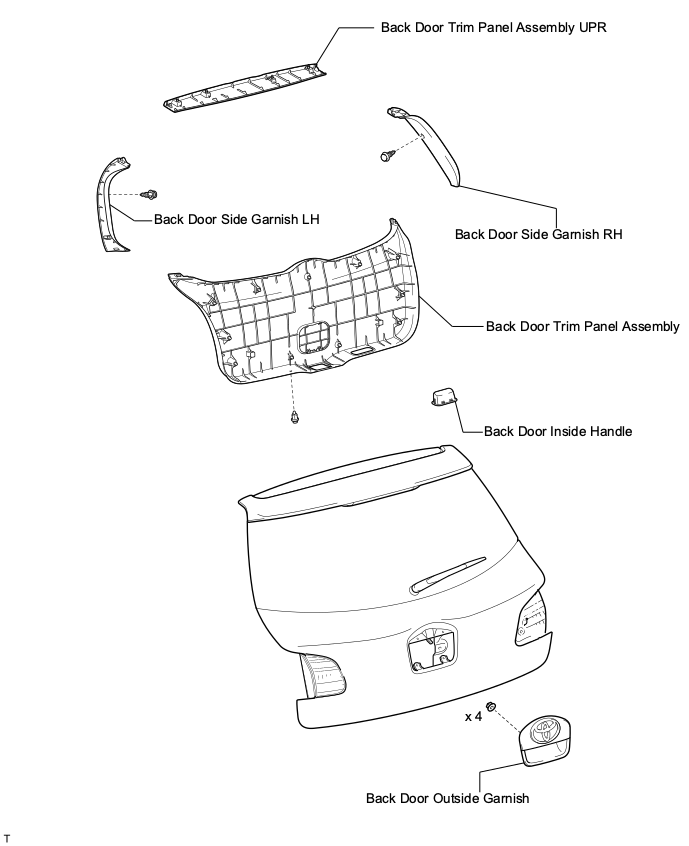 Back Door Trim Panel Assembly UPR
Back Door Side Garnish LH
Back Door Side Garnish RH
Back Door Trim Panel Assembly
Back Door Inside Handle
x 4
Back Door Outside Garnish
T